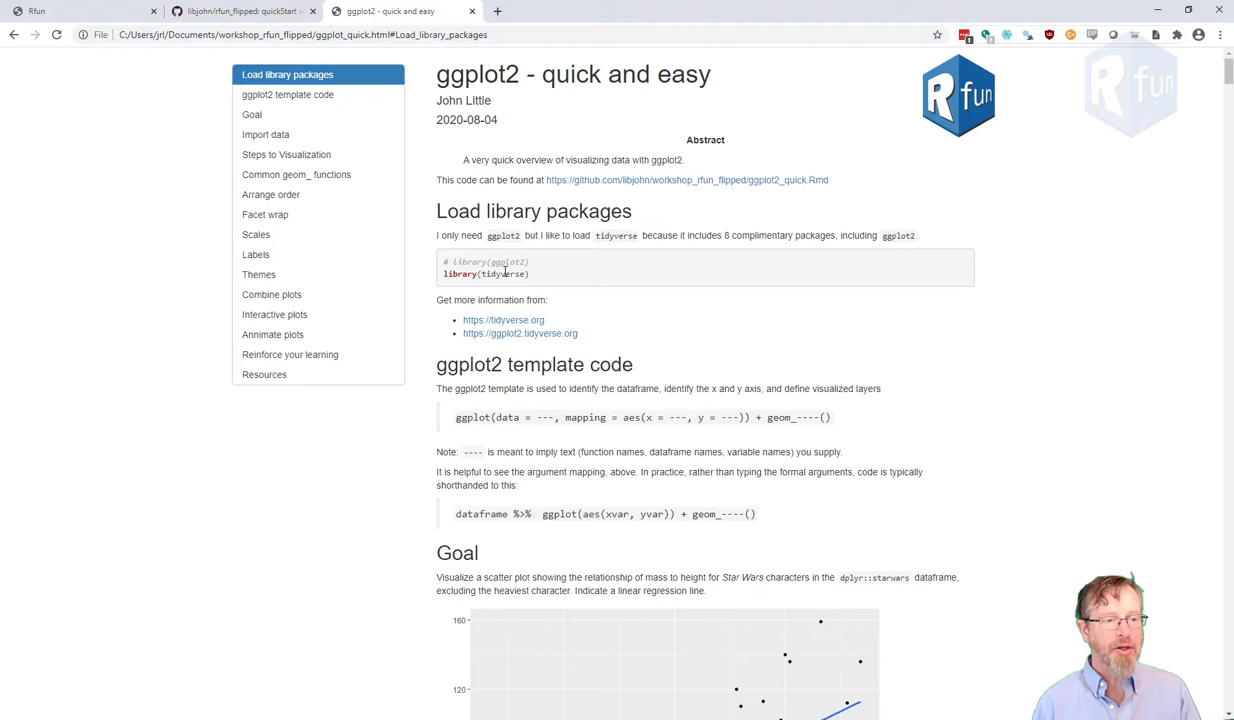 Rfun
libjohn/rfun_flipped: quickStart w
ggplot2 - quick and easy
File
C:/Users/jrl/Documents/workshop_rfun_flipped/ggplot_quick.html#Load_library_packages
Load library packages
ggplot2 template code
Goal
Import data
Steps to Visualization
Common geom_ functions
Arrange order
Facet wrap
Scales
Labels
Themes
Combine plots
Interactive plots
Annimate plots
Reinforce your learning
Resources
ggplot2 - quick and easy
John Little
2020-08-04
R fun
R fun
Abstract
A very quick overview of visualizing data with ggplot2.
This code can be found at https://github.com/libjohn/workshop_rfun_flipped/ggplot2_quick.Rmd
Load library packages
I only need ggplot2 but I like to load tidyverse because it includes 8 complimentary packages, including ggplot2.
# library(ggplot2)
library(tidyverse)
Get more information from:
https://tidyverse.org
https://ggplot2.tidyverse.org
ggplot2 template code
The ggplot2 template is used to identify the dataframe, identify the x and y axis, and define visualized layers
ggplot(data = ---, mapping = aes(x = ---, y = ---)) + geom_----()
Note: ---- is meant to imply text (function names, dataframe names, variable names) you supply.
It is helpful to see the argument mapping, above. In practice, rather than typing the formal arguments, code is typically
shorthanded to this:
dataframe %>% ggplot(aes(xvar, yvar)) + geom_----()
Goal
Visualize a scatter plot showing the relationship of mass to height for Star Wars characters in the dplyr::starwars dataframe,
excluding the heaviest character. Indicate a linear regression line.
160
120